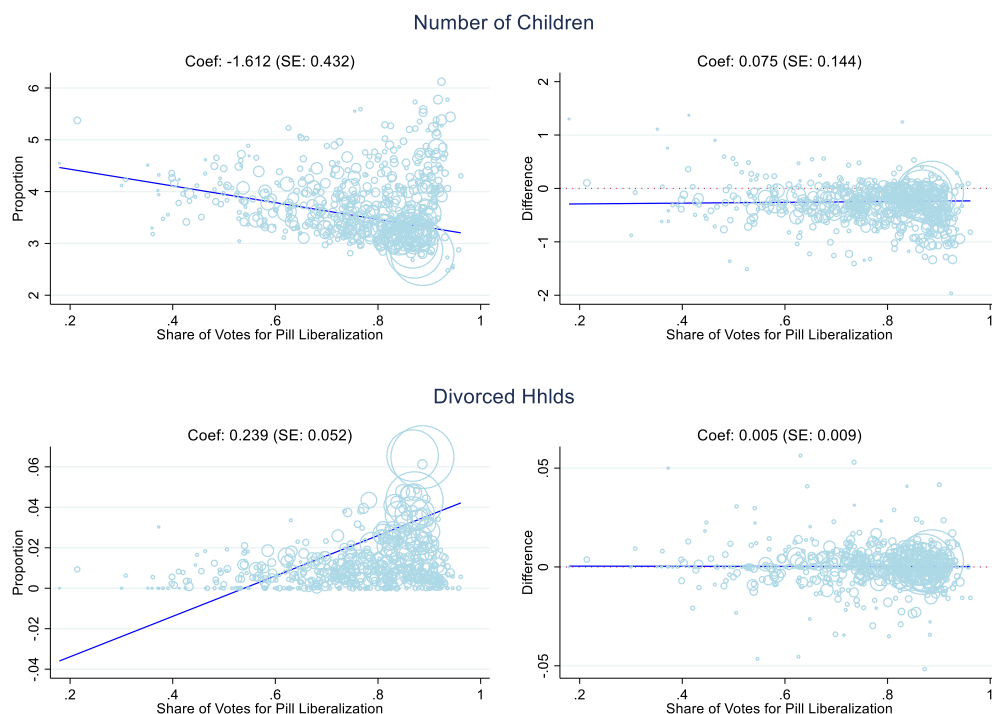 Number of Children
Coef: -1.612 (SE: 0.432)
Proportion
6
5
4
3
2
.2 .4 .6 .8 1
Share of Votes for Pill Liberalization
Coef: 0.075 (SE: 0.144)
Difference
2
1
0
-1
-2
.2 .4 .6 .8 1
Share of Votes for Pill Liberalization
Divorced Hhlds
Coef: 0.239 (SE: 0.052)
Proportion
.06
.04
.02
0
-.02
-.04
.2 .4 .6 .8 1
Share of Votes for Pill Liberalization
Coef: 0.005 (SE: 0.009)
Difference
.05
0
-.05
.2 .4 .6 .8 1
Share of Votes for Pill Liberalization